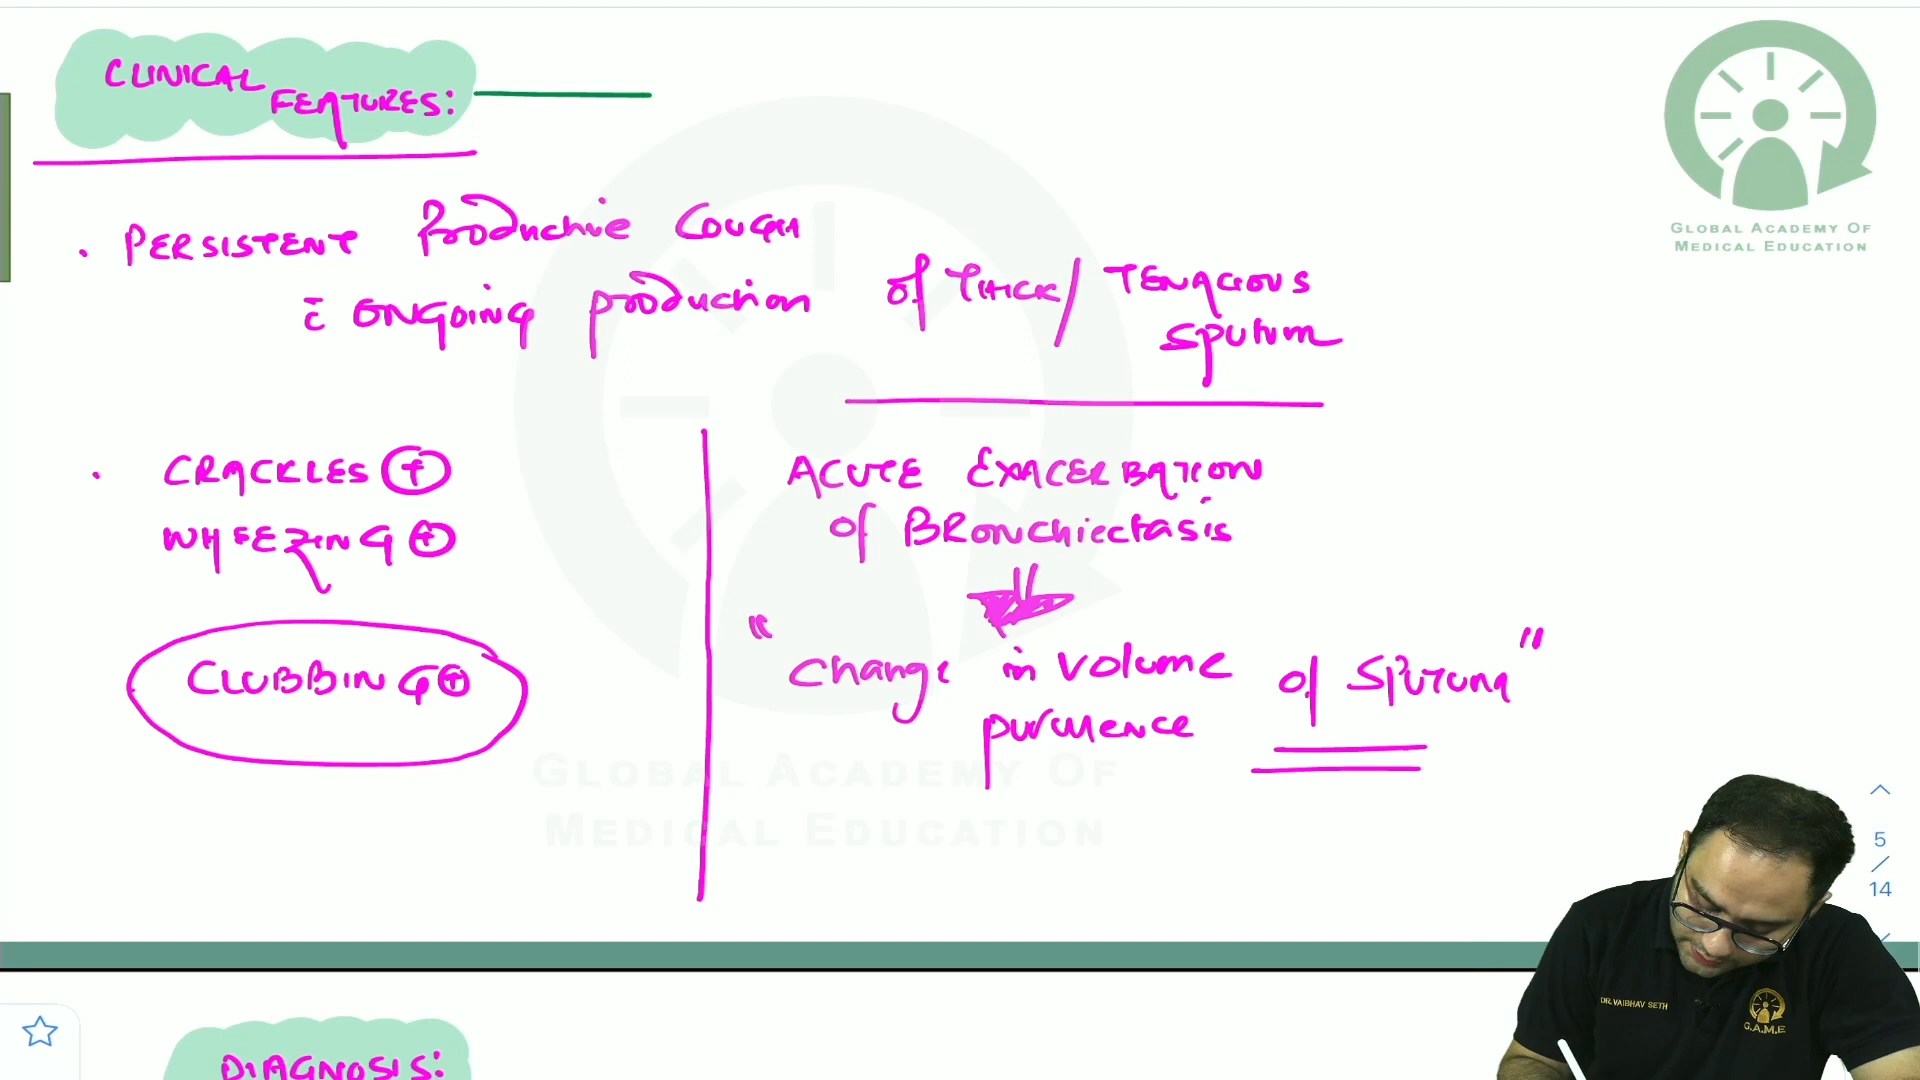 CLINICAL
FEATURES:
GLOBAL ACADEMY OF
MEDICAL EDUCATION
. PERSISTENT Productive COUGH
c̄ ONGOING production of THICK/ TENACIOUS
SPUTUM
. CRACKLES (+)
WHEEZING (+)
CLUBBING (+)
ACUTE EXACERBATION
of BRonchiectasis
"change in volume of SPUTUM"
purulence
GLOBAL ACADEMY OF
MEDICAL EDUCATION
5
/
14
DR.VAIBHAV SETH
G.A.M.E
DIAGNOSIS: